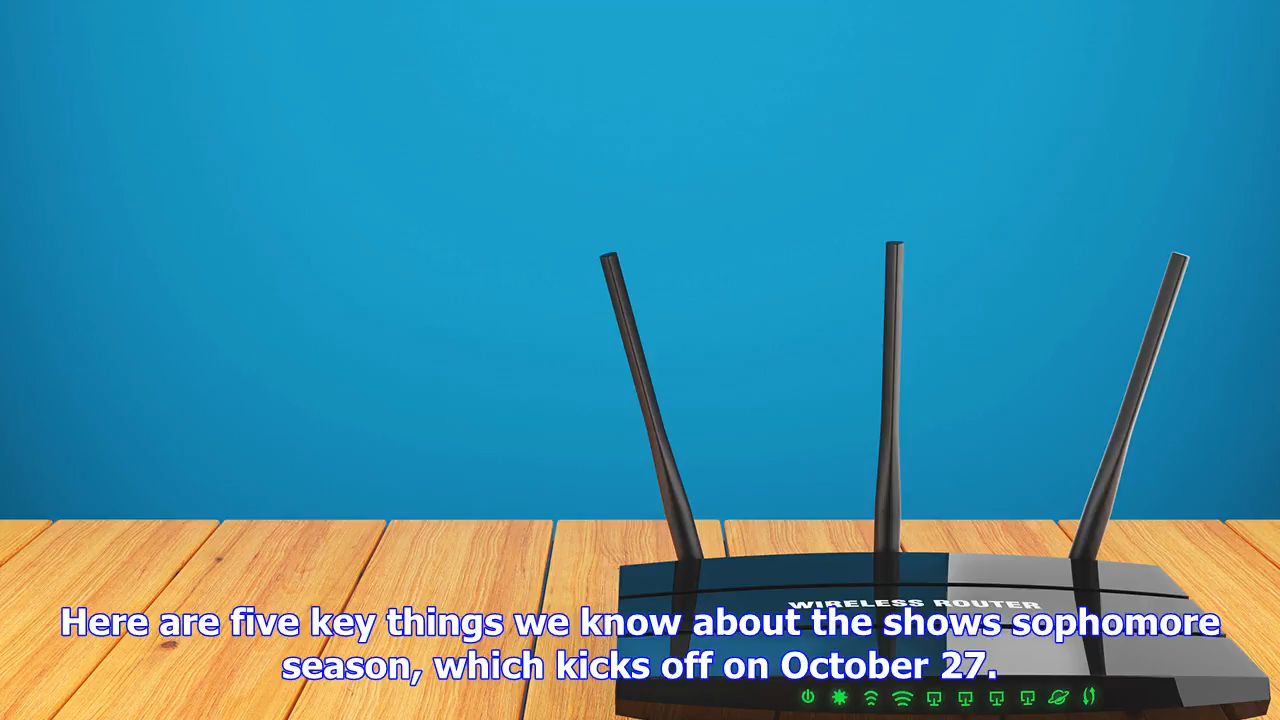 WIRELESS ROUTER
Here are five key things we know about the shows sophomore
season, which kicks off on October 27.